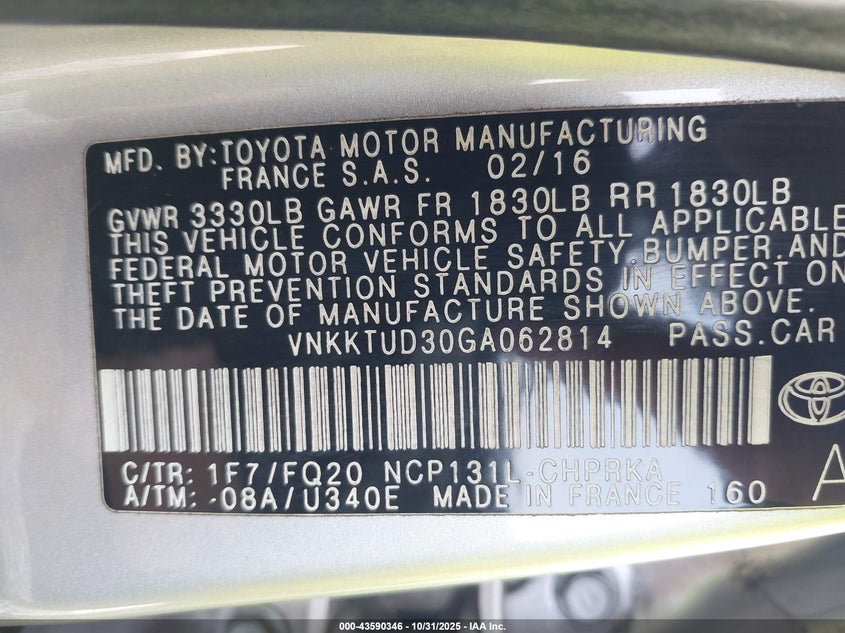 MFD. BY:TOYOTA MOTOR MANUFACTURING
FRANCE S.A.S. 02/16
GVWR 3330LB GAWR FR 1830LB RR 1830LB
THIS VEHICLE CONFORMS TO ALL APPLICABLE
FEDERAL MOTOR VEHICLE SAFETY,BUMPER,AND
THEFT PREVENTION STANDARDS IN EFFECT ON
THE DATE OF MANUFACTURE SHOWN ABOVE.
VNKKTUD30GA062814 PASS.CAR
C/TR: 1F7/FQ20 NCP131L-CHPRKA
A/TM: -08A/U340E MADE IN FRANCE 160
A
000-43590346 - 10/31/2025 - IAA, LLC.